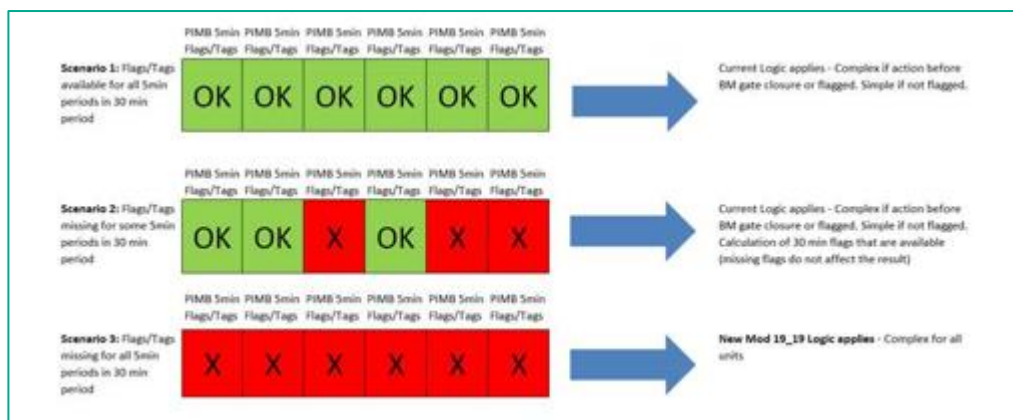 PIMB 5min PIMB 5min PIMB 5min PIMB 5min PIMB 5min PIMB 5min
Flags/Tags Flags/Tags Flags/Tags Flags/Tags Flags/Tags Flags/Tags
Scenario 1: Flags/Tags
available for all 5min
periods in 30 min
period
OK OK OK OK OK OK
Current Logic applies - Complex if action before
BM gate closure or flagged. Simple if not flagged.
PIMB 5min PIMB 5min PIMB 5min PIMB 5min PIMB 5min PIMB 5min
Flags/Tags Flags/Tags Flags/Tags Flags/Tags Flags/Tags Flags/Tags
Scenario 2: Flags/Tags
missing for some 5min
periods in 30 min
period
OK OK X OK X X
Current Logic applies - Complex if action before
BM gate closure or flagged. Simple if not flagged.
Calculation of 30 min flags that are available
(missing flags do not affect the result)
PIMB 5min PIMB 5min PIMB 5min PIMB 5min PIMB 5min PIMB 5min
Flags/Tags Flags/Tags Flags/Tags Flags/Tags Flags/Tags Flags/Tags
Scenario 3: Flags/Tags
missing for all 5min
periods in 30 min
period
X X X X X X
New Mod 19_19 Logic applies - Complex for all
units